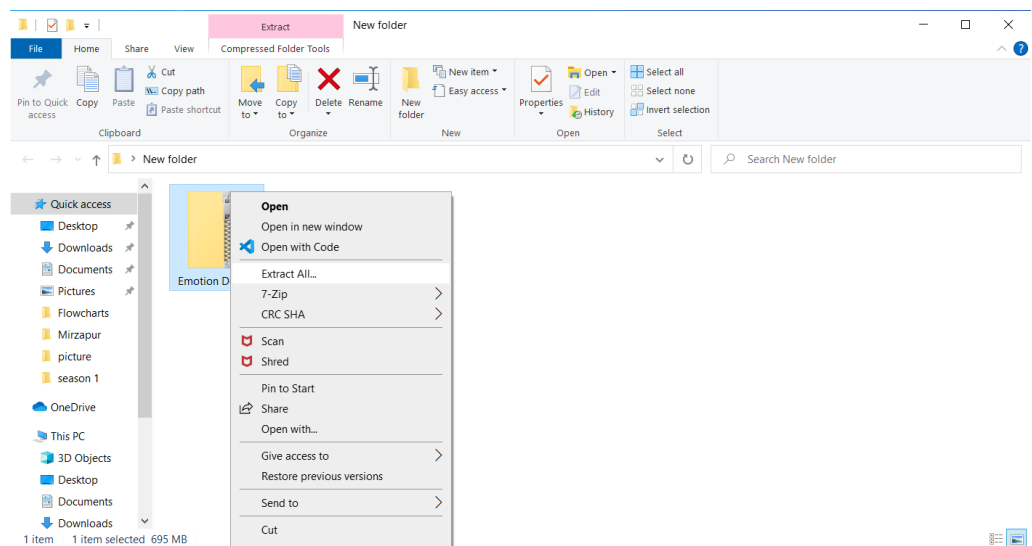 Extract
New folder
File
Home
Share
View
Compressed Folder Tools
Pin to Quick access
Copy
Paste
Cut
Copy path
Paste shortcut
Clipboard
Move to
Copy to
Delete
Rename
Organize
New folder
New item
Easy access
New
Properties
Open
Edit
History
Open
Select all
Select none
Invert selection
Select
New folder
Search New folder
Quick access
Desktop
Downloads
Documents
Pictures
Flowcharts
Mirzapur
picture
season 1
OneDrive
This PC
3D Objects
Desktop
Documents
Downloads
Emotion D
Open
Open in new window
Open with Code
Extract All...
7-Zip
CRC SHA
Scan
Shred
Pin to Start
Share
Open with...
Give access to
Restore previous versions
Send to
Cut
1 item
1 item selected 695 MB